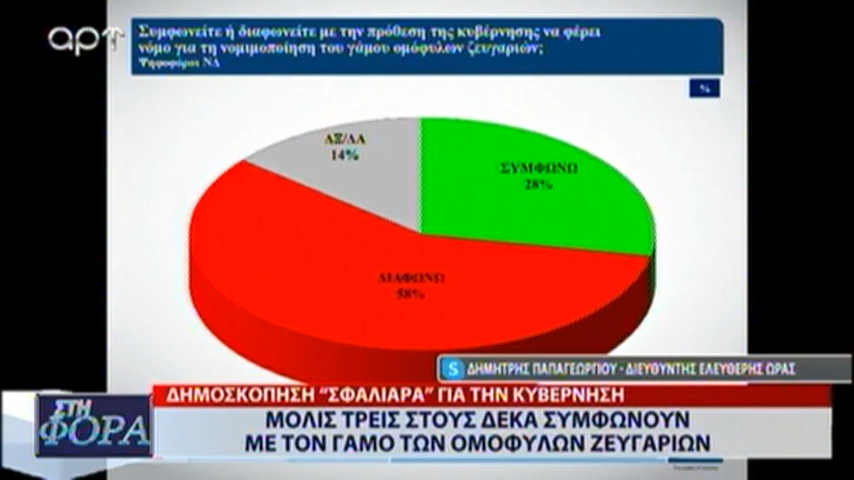 αρτ
Συμφωνείτε ή διαφωνείτε με την πρόθεση της κυβέρνησης να φέρει
νόμο για τη νομιμοποίηση του γάμου ομόφυλων ζευγαριών;
Ψηφοφόροι ΝΔ
%
ΔΞ/ΔΑ
14%
ΣΥΜΦΩΝΩ
28%
ΔΙΑΦΩΝΩ
58%
S ΔΗΜΗΤΡΗΣ ΠΑΠΑΓΕΩΡΓΙΟΥ - ΔΙΕΥΘΥΝΤΗΣ ΕΛΕΥΘΕΡΗΣ ΩΡΑΣ
ΔΗΜΟΣΚΟΠΗΣΗ "ΣΦΑΛΙΑΡΑ" ΓΙΑ ΤΗΝ ΚΥΒΕΡΝΗΣΗ
ΣΤΗ
ΦΟΡΑ
ΜΟΛΙΣ ΤΡΕΙΣ ΣΤΟΥΣ ΔΕΚΑ ΣΥΜΦΩΝΟΥΝ
ΜΕ ΤΟΝ ΓΑΜΟ ΤΩΝ ΟΜΟΦΥΛΩΝ ΖΕΥΓΑΡΙΩΝ